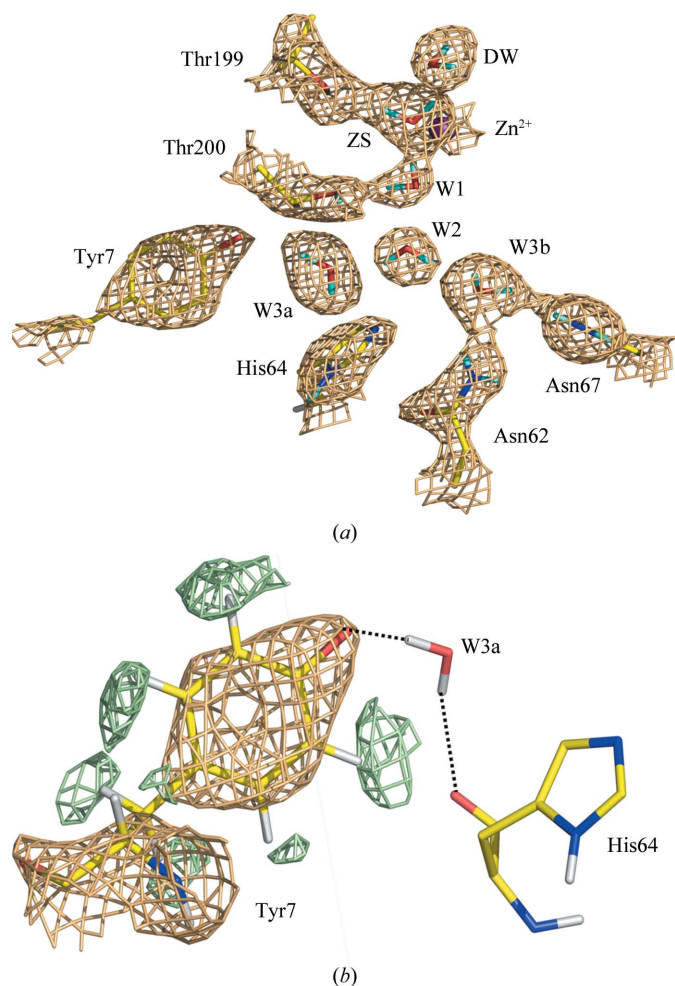 Thr199
DW
Zn2+
ZS
Thr200
W1
W2
Tyr7
W3b
W3a
His64
Asn67
Asn62
(a)
W3a
His64
Tyr7
(b)